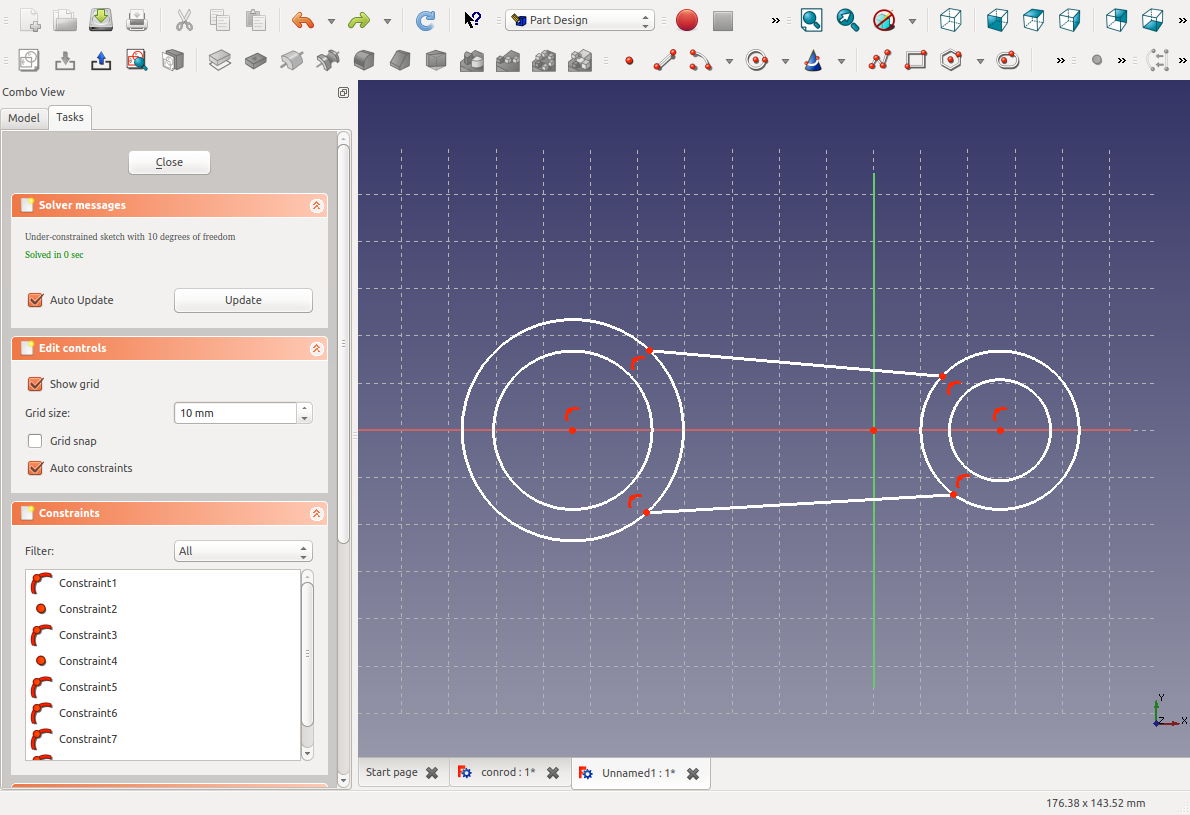 Part Design
»
»
»
»
»
Combo View
Model
Tasks
Close
Solver messages
Under-constrained sketch with 10 degrees of freedom
Solved in 0 sec
Auto Update
Update
Edit controls
Show grid
Grid size:
10 mm
Grid snap
Auto constraints
Constraints
Filter:
All
Constraint1
Constraint2
Constraint3
Constraint4
Constraint5
Constraint6
Constraint7
Y
Z
X
Start page
conrod : 1*
Unnamed1 : 1*
176.38 x 143.52 mm